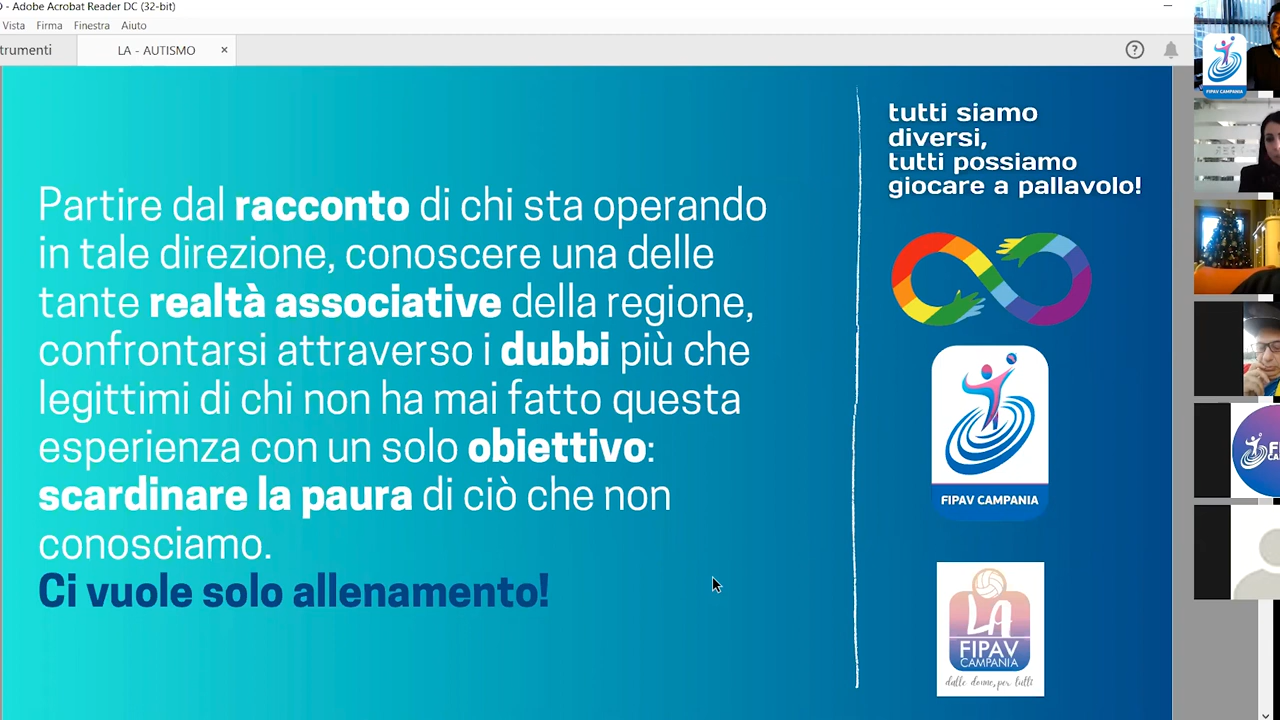 - Adobe Acrobat Reader DC (32-bit)
Vista Firma Finestra Aiuto
trumenti LA - AUTISMO ×
Partire dal racconto di chi sta operando
in tale direzione, conoscere una delle
tante realtà associative della regione,
confrontarsi attraverso i dubbi più che
legittimi di chi non ha mai fatto questa
esperienza con un solo obiettivo:
scardinare la paura di ciò che non
conosciamo.
Ci vuole solo allenamento!
tutti siamo
diversi,
tutti possiamo
giocare a pallavolo!
FIPAV CAMPANIA
LA
FIPAV
CAMPANIA
dalle donne, per tutti
FIPAV CAMPANIA